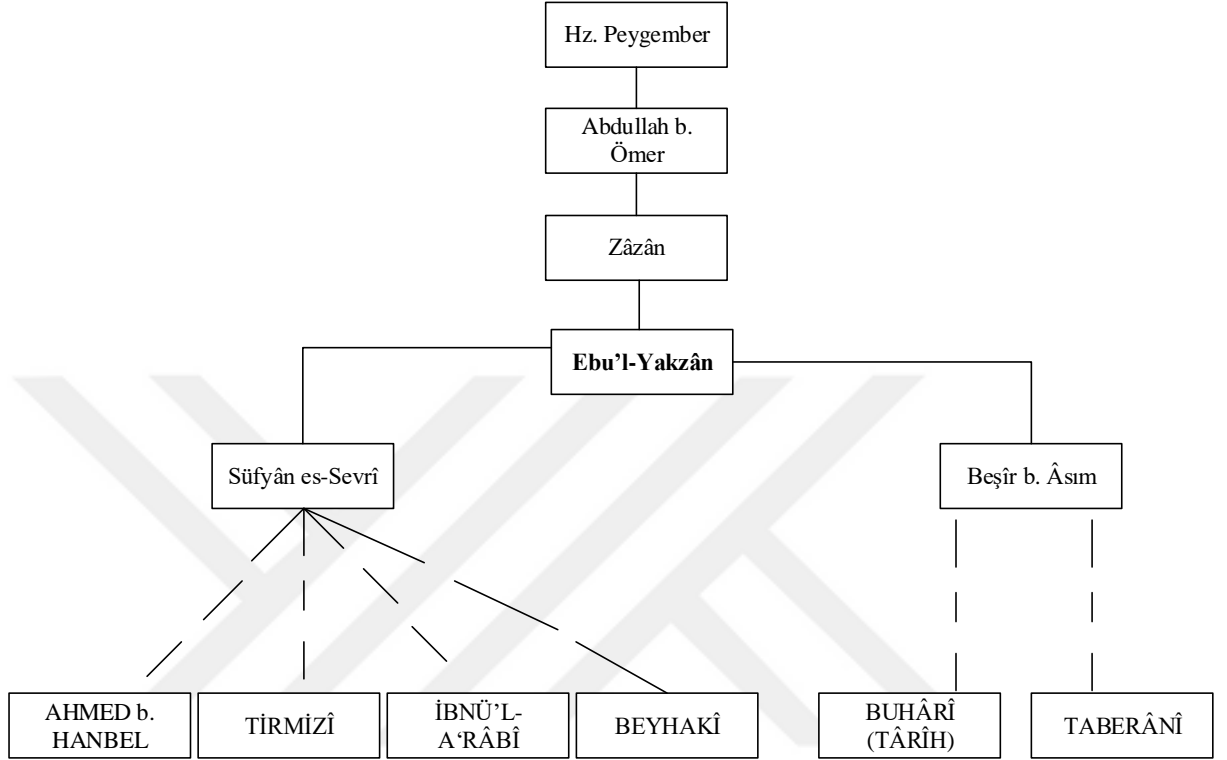 Hz. Peygember
Abdullah b.
Ömer
Zâzân
Ebu’l-Yakzân
Süfyân es-Sevrî
Beşîr b. Âsım
AHMED b.
HANBEL
TİRMİZÎ
İBNÜ’L-
A‘RÂBÎ
BEYHAKÎ
BUHÂRÎ
(TÂRÎH)
TABERÂNÎ